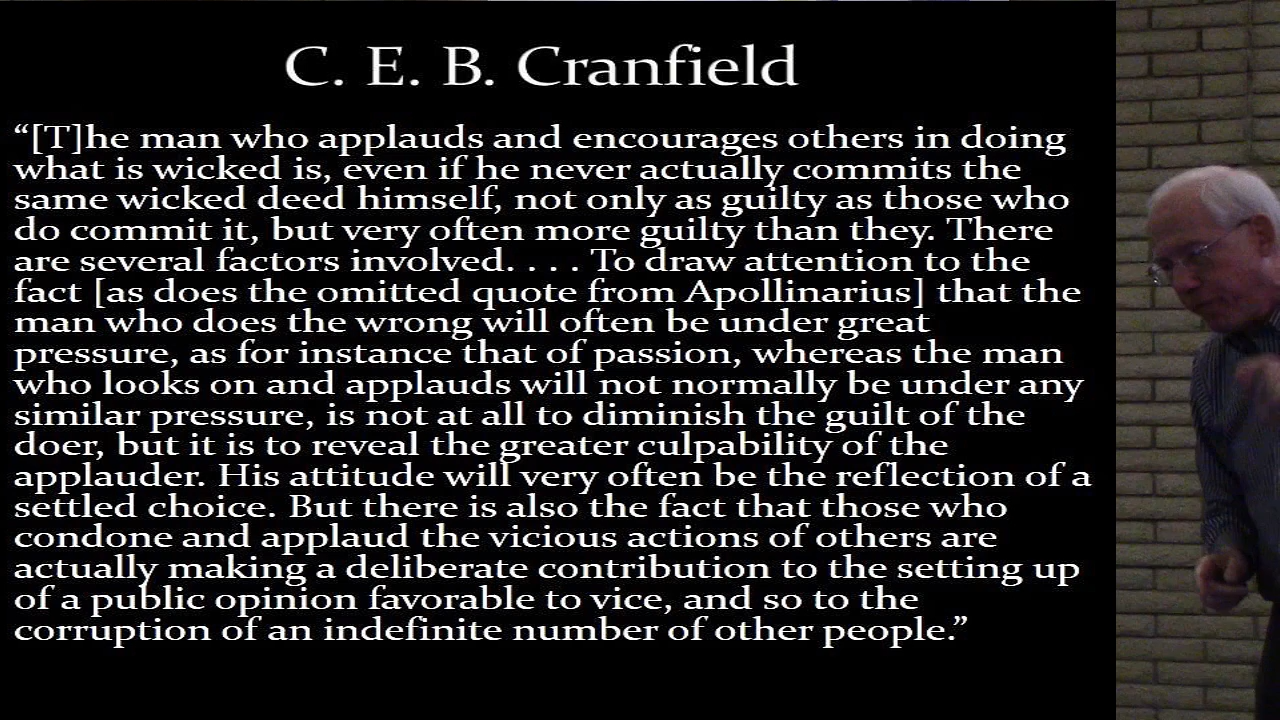 C. E. B. Cranfield
“[T]he man who applauds and encourages others in doing
what is wicked is, even if he never actually commits the
same wicked deed himself, not only as guilty as those who
do commit it, but very often more guilty than they. There
are several factors involved. . . . To draw attention to the
fact [as does the omitted quote from Apollinarius] that the
man who does the wrong will often be under great
pressure, as for instance that of passion, whereas the man
who looks on and applauds will not normally be under any
similar pressure, is not at all to diminish the guilt of the
doer, but it is to reveal the greater culpability of the
applauder. His attitude will very often be the reflection of a
settled choice. But there is also the fact that those who
condone and applaud the vicious actions of others are
actually making a deliberate contribution to the setting up
of a public opinion favorable to vice, and so to the
corruption of an indefinite number of other people.”